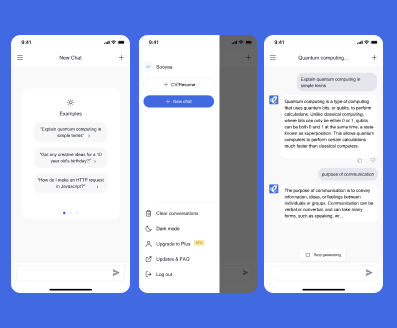 9:41
New Chat
Examples
"Explain quantum computing in
simple terms"
"Got any creative ideas for a 10
year old's birthday?"
"How do I make an HTTP request
in Javascript?"
9:41
Sooyaa
+ CV/Resume
+ New chat
Clear conversations
Dark mode
Upgrade to Plus
Updates & FAQ
Log out
9:41
Quantum computing...
Explain quantum computing in
simple terms
Quantum computing is a type of computing
that uses quantum bits, or qubits, to perform
calculations. Unlike classical computing,
where bits can only be either 0 or 1, qubits
can be both 0 and 1 at the same time, a state
known as superposition. This allows quantum
computers to perform certain calculations
much faster than classical computers.
purpose of communication
The purpose of communication is to convey
information, ideas, or feelings between
individuals or groups. Communication can be
verbal or nonverbal, and can take many
forms, such as speaking, wr...
Stop generating